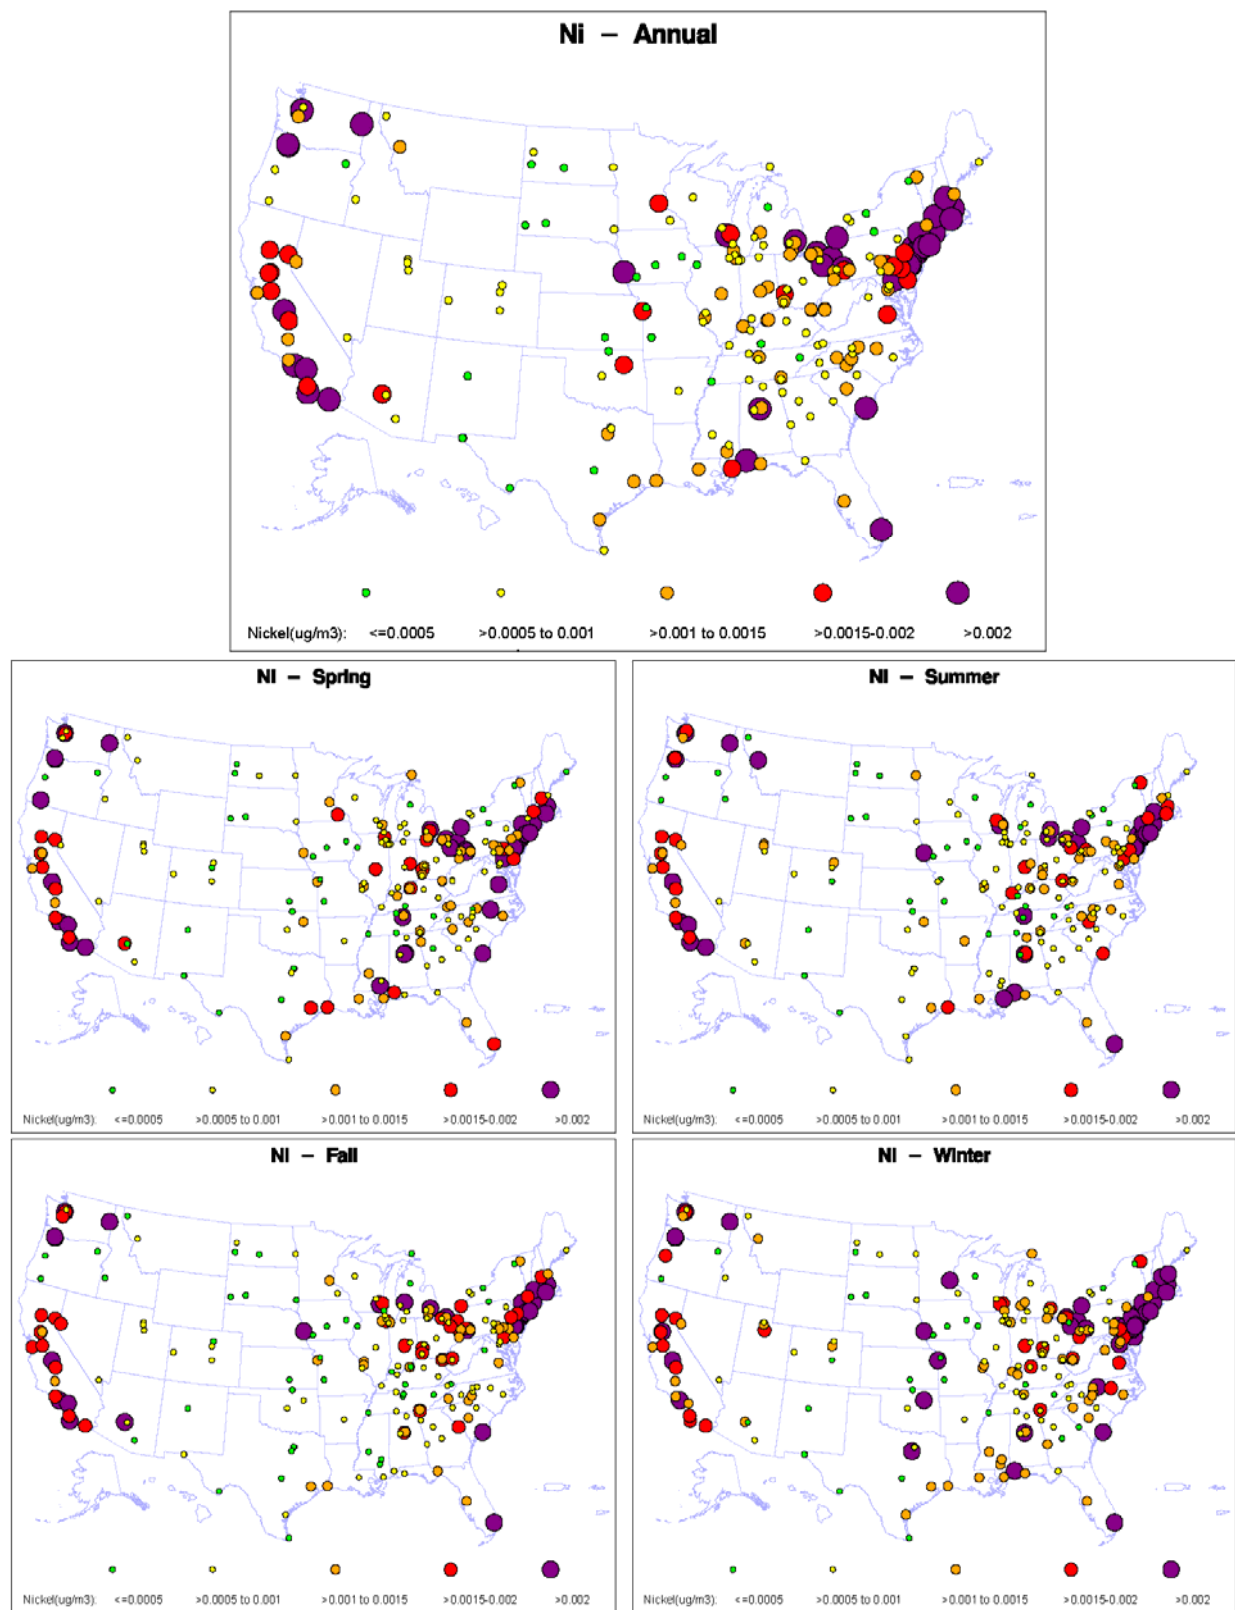 Ni – Annual
Nickel(ug/m3): <=0.0005 >0.0005 to 0.001 >0.001 to 0.0015 >0.0015-0.002 >0.002
Ni – Spring
Nickel(ug/m3): <=0.0005 >0.0005 to 0.001 >0.001 to 0.0015 >0.0015-0.002 >0.002
Ni – Summer
Nickel(ug/m3): <=0.0005 >0.0005 to 0.001 >0.001 to 0.0015 >0.0015-0.002 >0.002
Ni – Fall
Nickel(ug/m3): <=0.0005 >0.0005 to 0.001 >0.001 to 0.0015 >0.0015-0.002 >0.002
Ni – Winter
Nickel(ug/m3): <=0.0005 >0.0005 to 0.001 >0.001 to 0.0015 >0.0015-0.002 >0.002